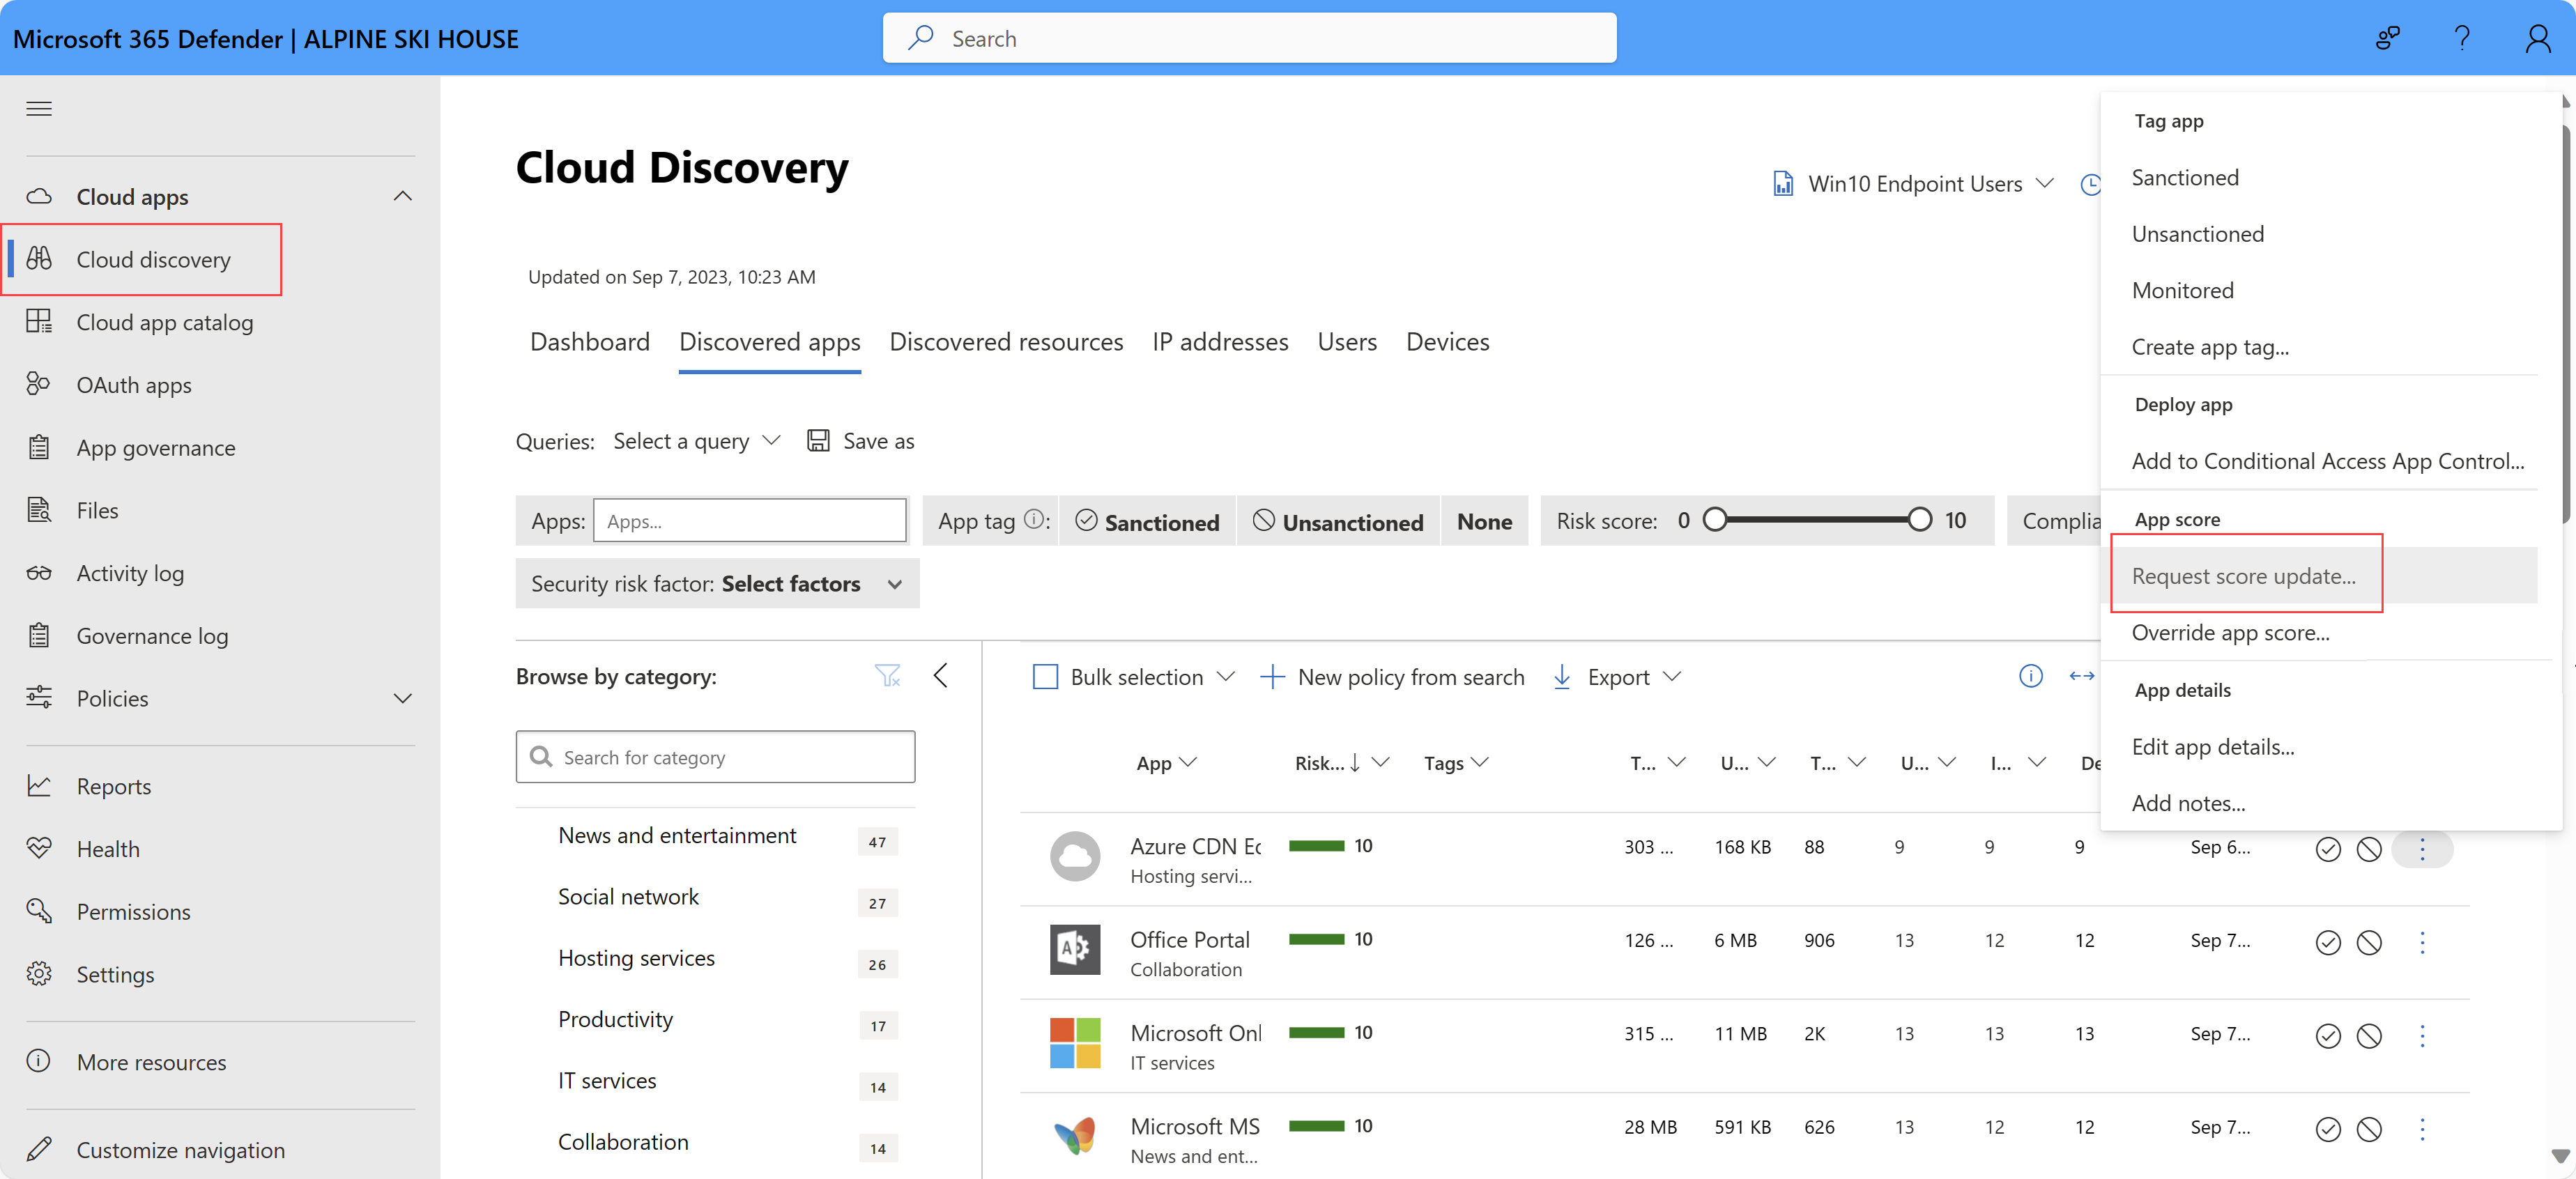 Microsoft 365 Defender | ALPINE SKI HOUSE
Search
Cloud apps
Cloud discovery
Cloud app catalog
OAuth apps
App governance
Files
Activity log
Governance log
Policies
Reports
Health
Permissions
Settings
More resources
Customize navigation
Cloud Discovery
Win10 Endpoint Users
Updated on Sep 7, 2023, 10:23 AM
Dashboard Discovered apps Discovered resources IP addresses Users Devices
Queries: Select a query Save as
Apps: Apps... App tag : Sanctioned Unsanctioned None Risk score: 0 10 Complia
Security risk factor: Select factors
Browse by category:
Search for category
News and entertainment 47
Social network 27
Hosting services 26
Productivity 17
IT services 14
Collaboration 14
Bulk selection New policy from search Export
App Risk... Tags T... U... T... U... I... De
Azure CDN Ec 10 303 ... 168 KB 88 9 9 9 Sep 6...
Hosting servi...
Office Portal 10 126 ... 6 MB 906 13 12 12 Sep 7...
Collaboration
Microsoft Onl 10 315 ... 11 MB 2K 13 13 13 Sep 7...
IT services
Microsoft MS 10 28 MB 591 KB 626 13 12 12 Sep 7...
News and ent...
Tag app
Sanctioned
Unsanctioned
Monitored
Create app tag...
Deploy app
Add to Conditional Access App Control...
App score
Request score update...
Override app score...
App details
Edit app details...
Add notes...